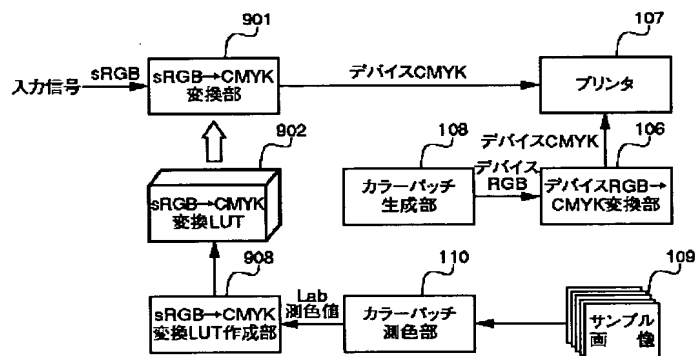 901
107
入力信号
sRGB
sRGB→CMYK
変換部
デバイスCMYK
プリンタ
902
108
デバイスCMYK
106
sRGB→CMYK
変換LUT
カラーパッチ
生成部
デバイス
RGB
デバイスRGB→
CMYK変換部
908
110
109
sRGB→CMYK
変換LUT作成部
Lab
測色値
カラーパッチ
測色部
サンプル
画 像